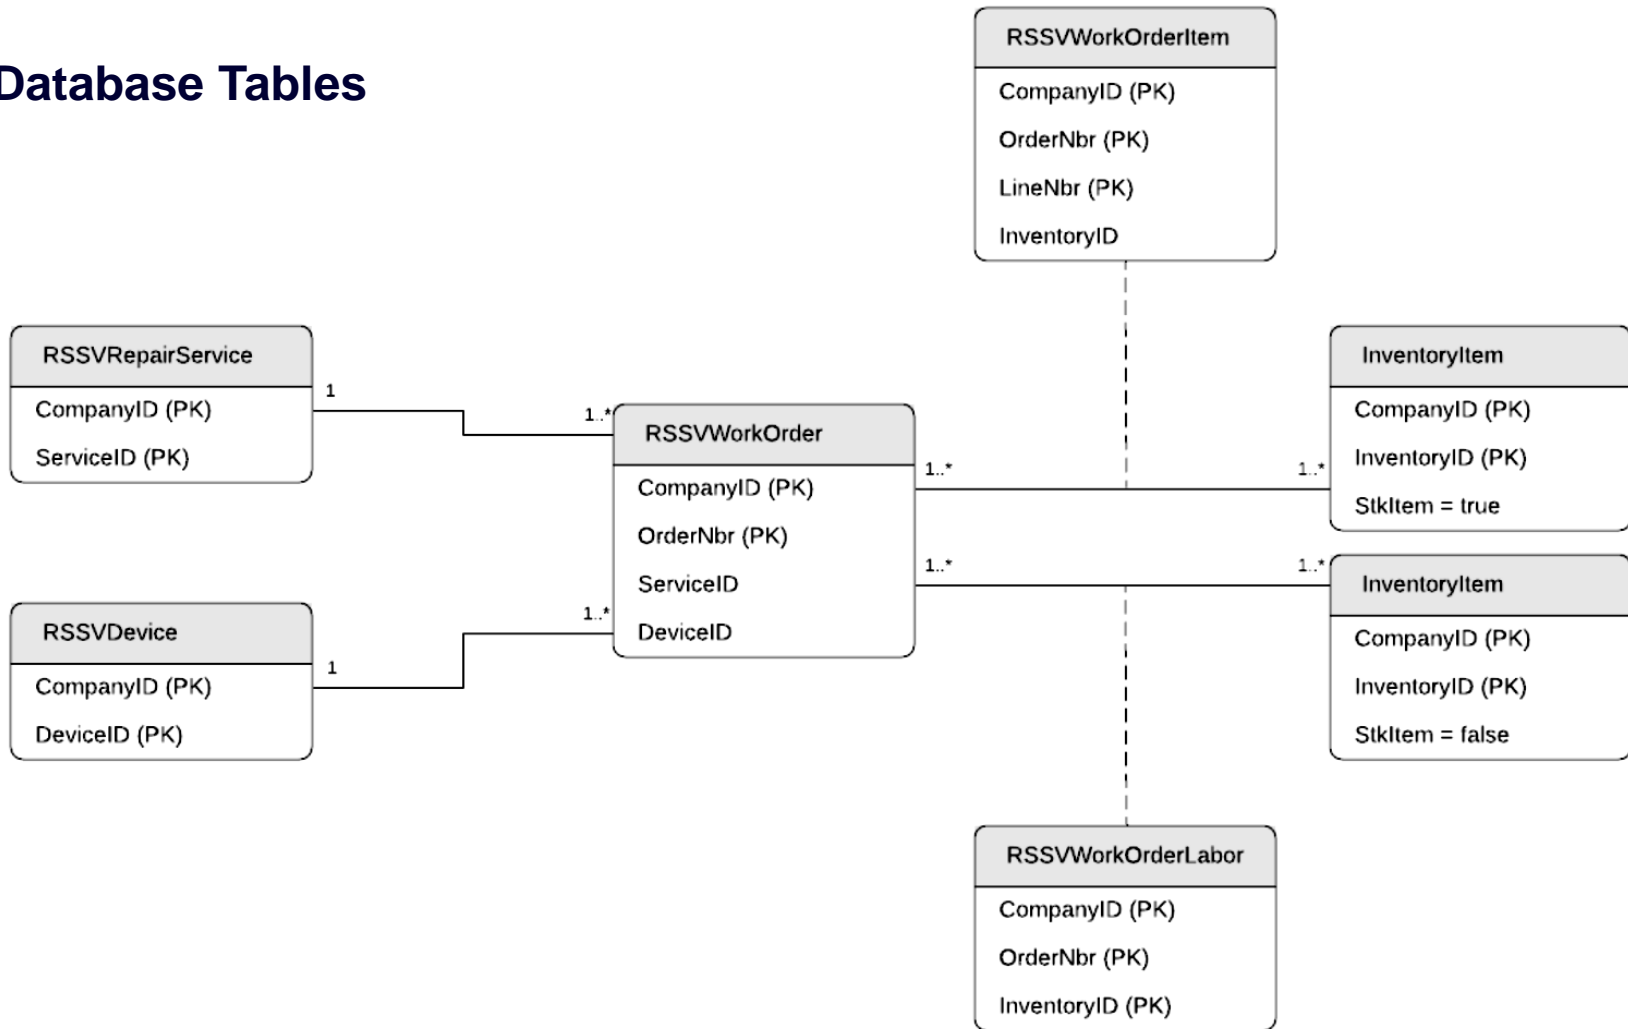 Database Tables
RSSVWorkOrderItem
CompanyID (PK)
OrderNbr (PK)
LineNbr (PK)
InventoryID
RSSVRepairService
CompanyID (PK)
ServiceID (PK)
1
1..*
RSSVDevice
CompanyID (PK)
DeviceID (PK)
1
1..*
RSSVWorkOrder
CompanyID (PK)
OrderNbr (PK)
ServiceID
DeviceID
1..*
1..*
1..*
1..*
InventoryItem
CompanyID (PK)
InventoryID (PK)
StkItem = true
InventoryItem
CompanyID (PK)
InventoryID (PK)
StkItem = false
RSSVWorkOrderLabor
CompanyID (PK)
OrderNbr (PK)
InventoryID (PK)